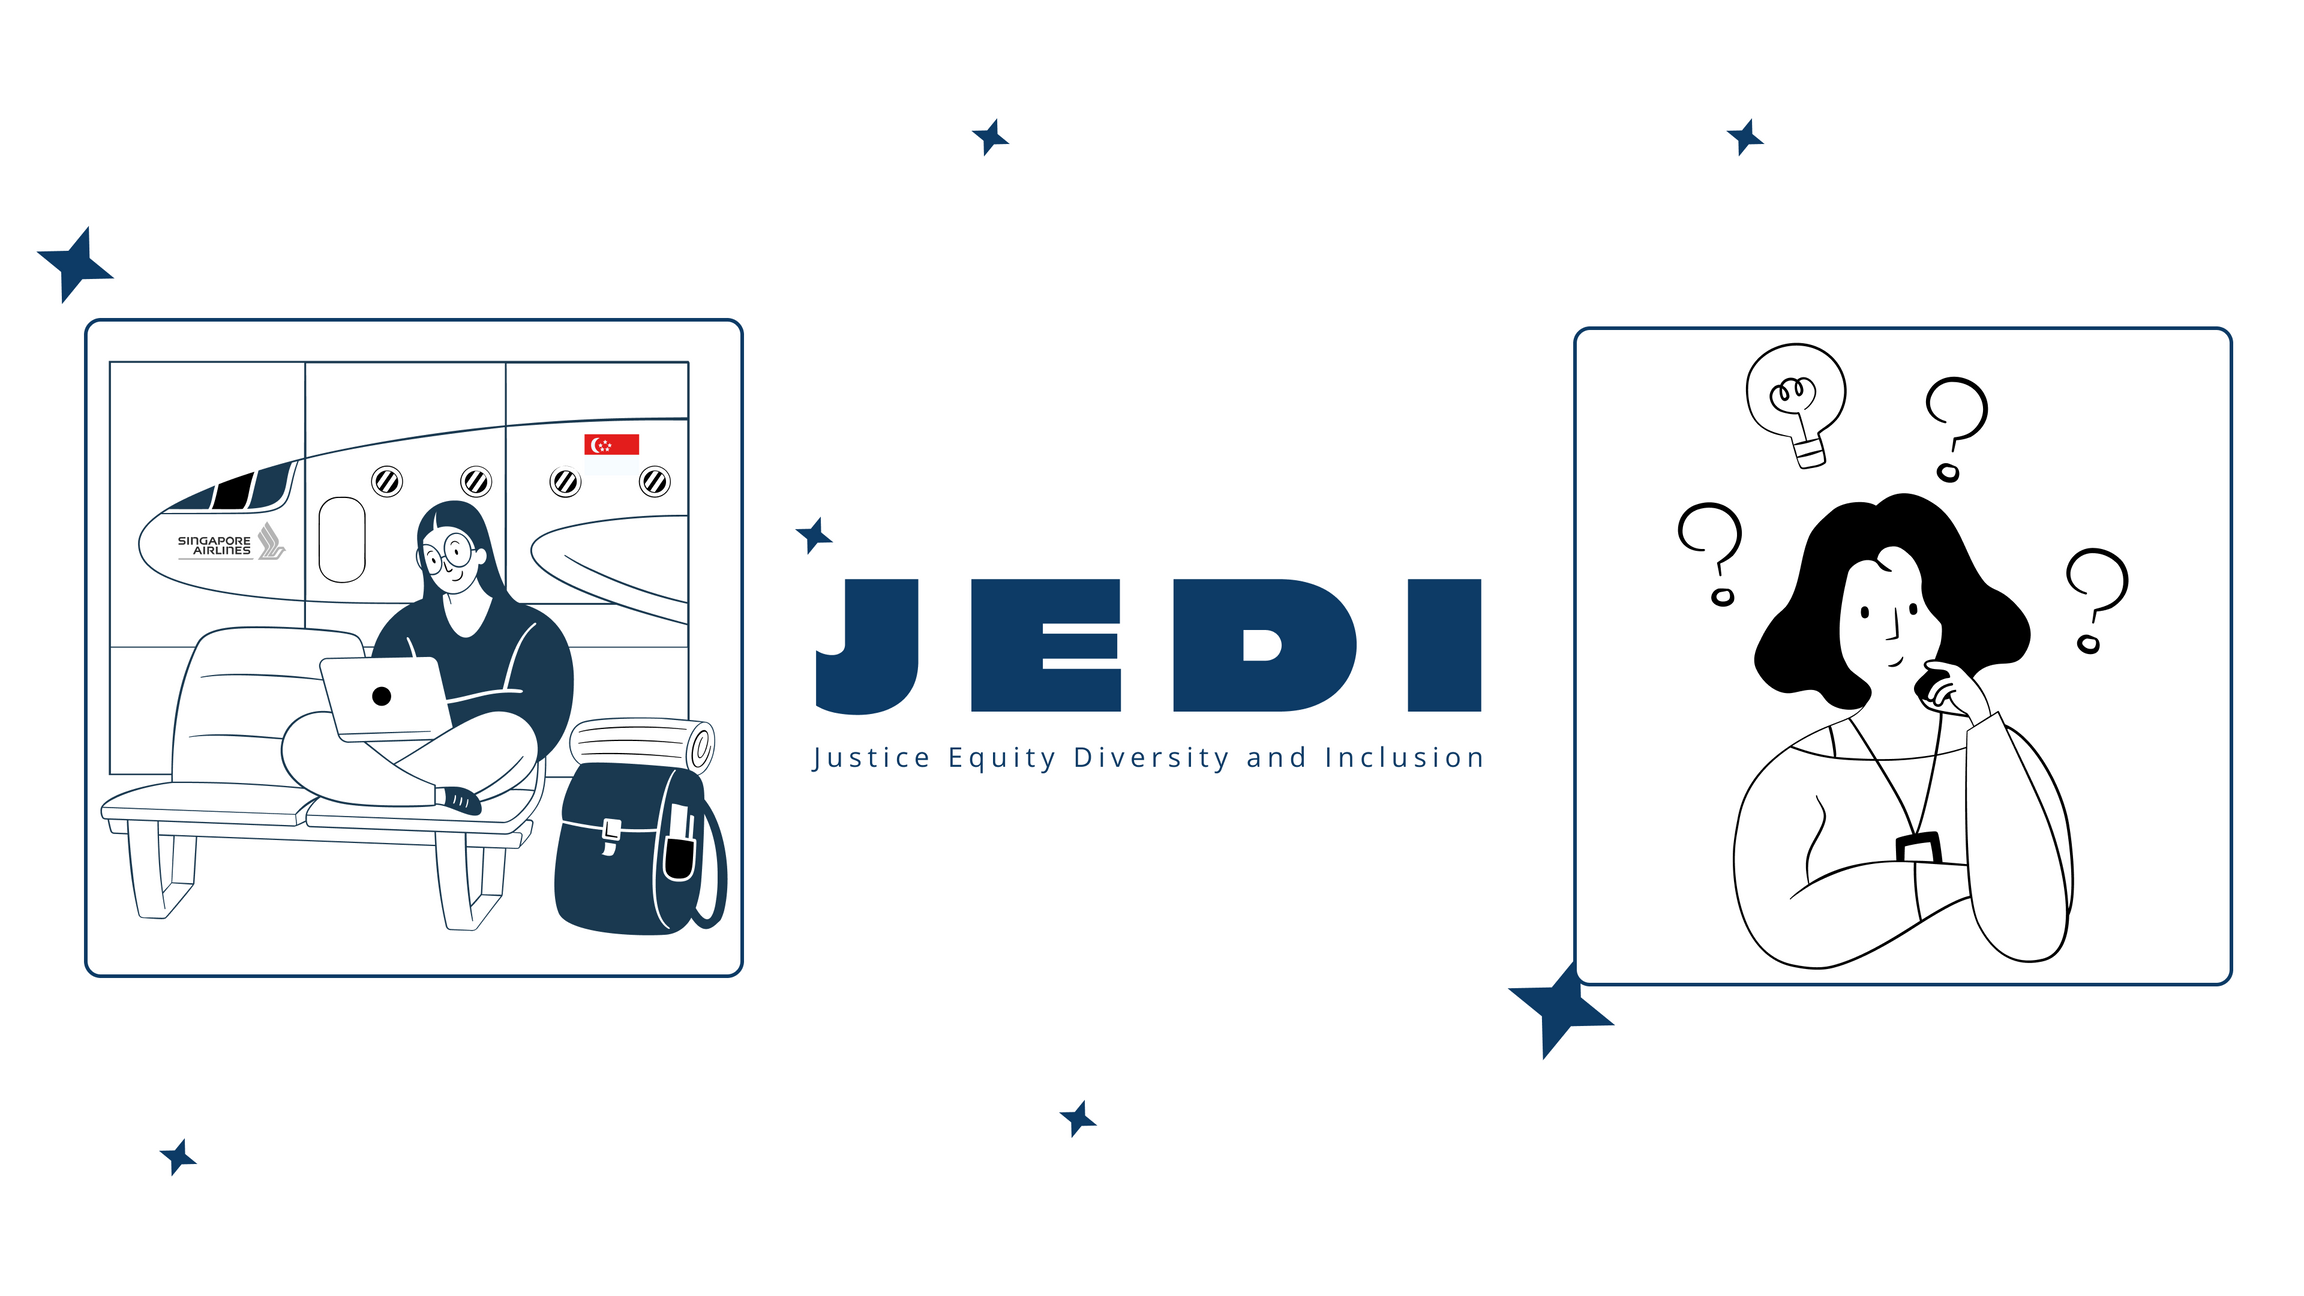 SINGAPORE
AIRLINES
JEDI
Justice Equity Diversity and Inclusion